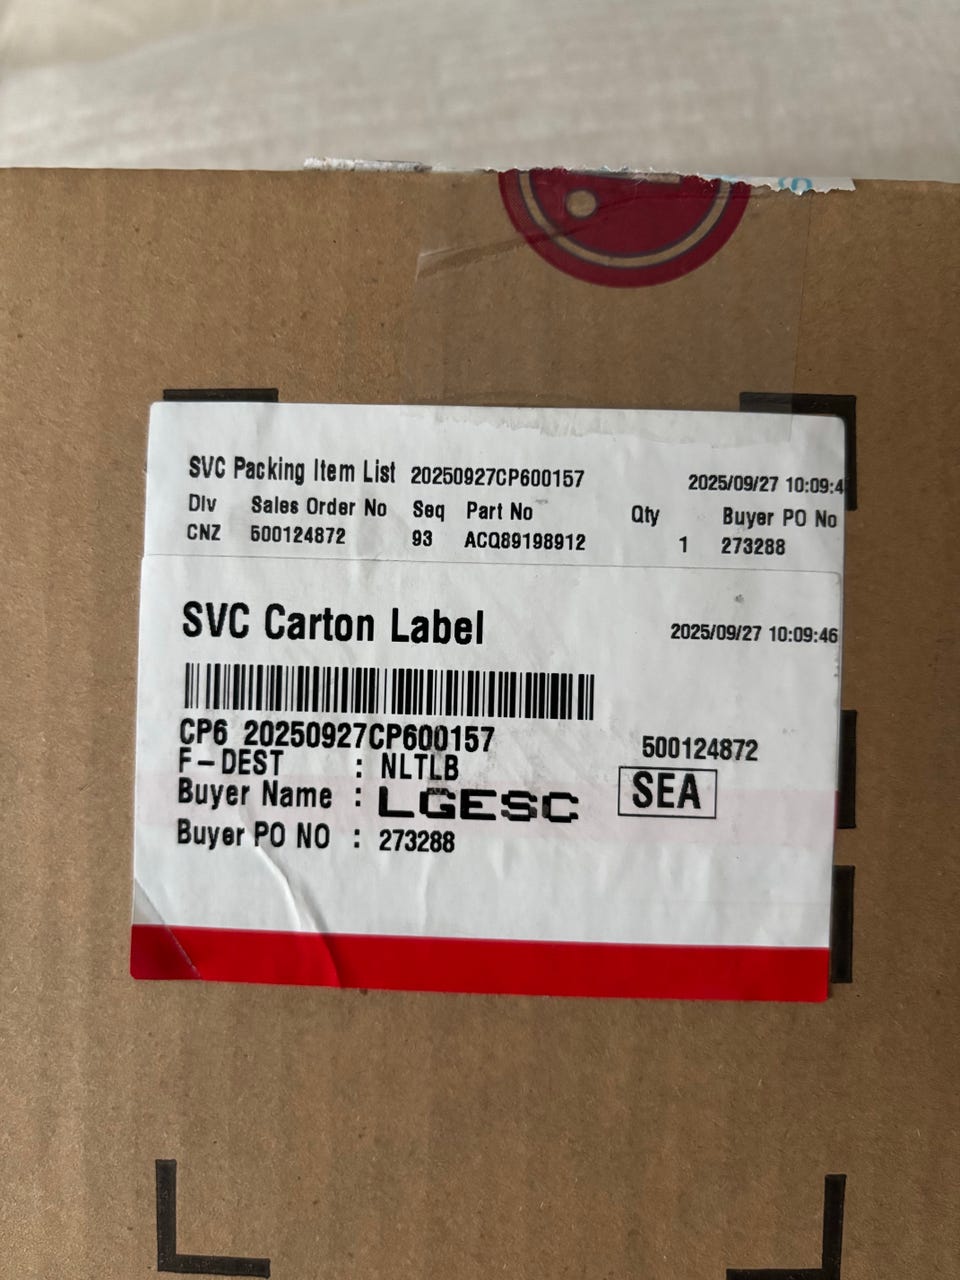 SVC Packing Item List 20250927CP600157 2025/09/27 10:09:4
Div Sales Order No Seq Part No Qty Buyer PO No
CNZ 500124872 93 ACQ89198912 1 273288
SVC Carton Label 2025/09/27 10:09:46
CP6 20250927CP600157 500124872
F-DEST : NLTLB
Buyer Name : LGESC SEA
Buyer PO NO : 273288